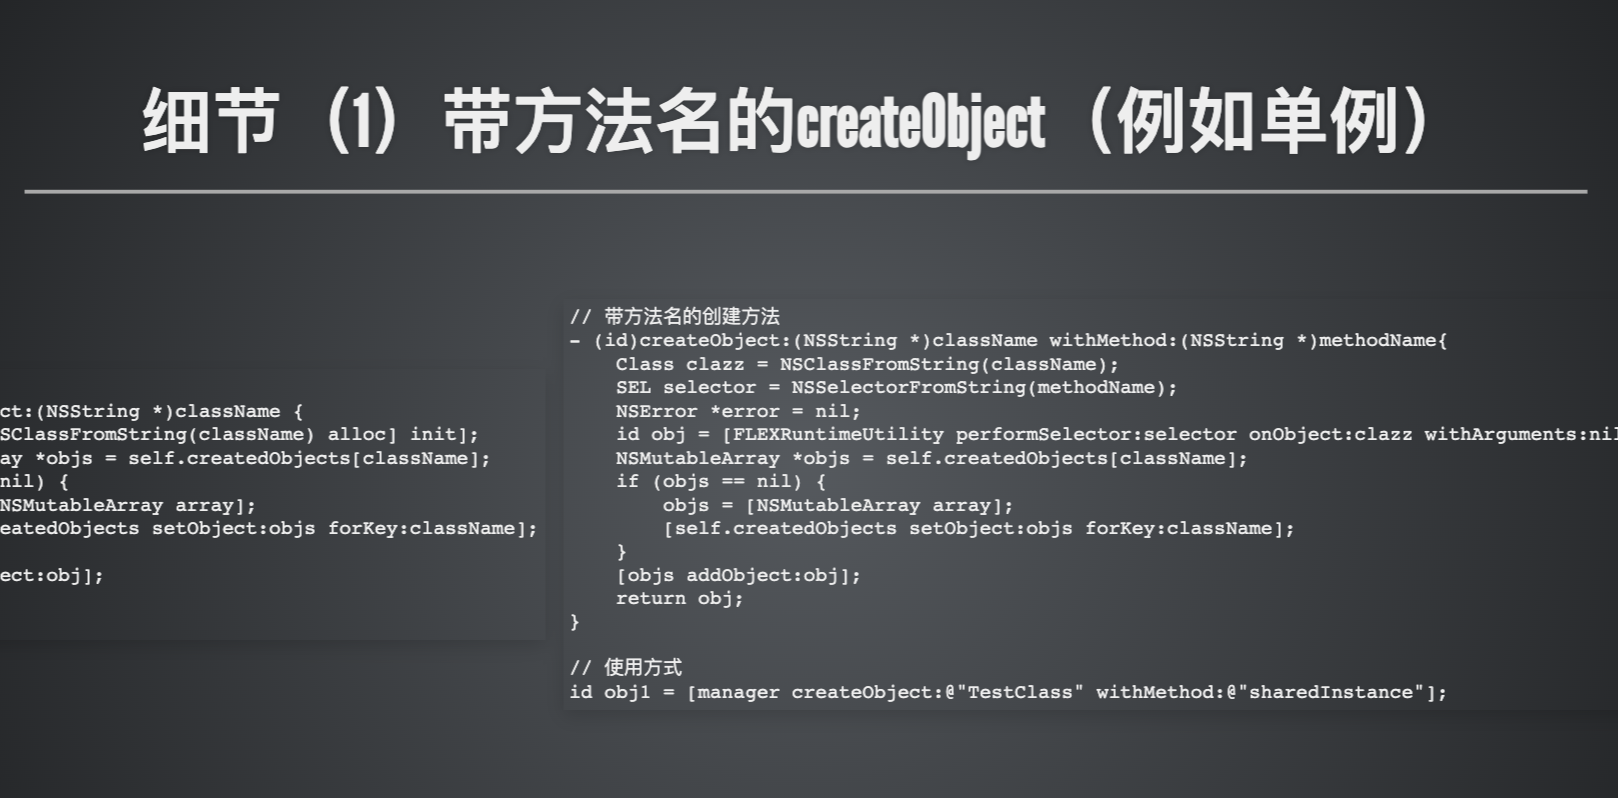 细节（1）带方法名的createObject（例如单例）
ct:(NSString *)className {
SClassFromString(className) alloc] init];
ay *objs = self.createdObjects[className];
nil) {
NSMutableArray array];
eatedObjects setObject:objs forKey:className];
ect:obj];
// 带方法名的创建方法
- (id)createObject:(NSString *)className withMethod:(NSString *)methodName{
Class clazz = NSClassFromString(className);
SEL selector = NSSelectorFromString(methodName);
NSError *error = nil;
id obj = [FLEXRuntimeUtility performSelector:selector onObject:clazz withArguments:nil
NSMutableArray *objs = self.createdObjects[className];
if (objs == nil) {
objs = [NSMutableArray array];
[self.createdObjects setObject:objs forKey:className];
}
[objs addObject:obj];
return obj;
}
// 使用方式
id obj1 = [manager createObject:@"TestClass" withMethod:@"sharedInstance"];